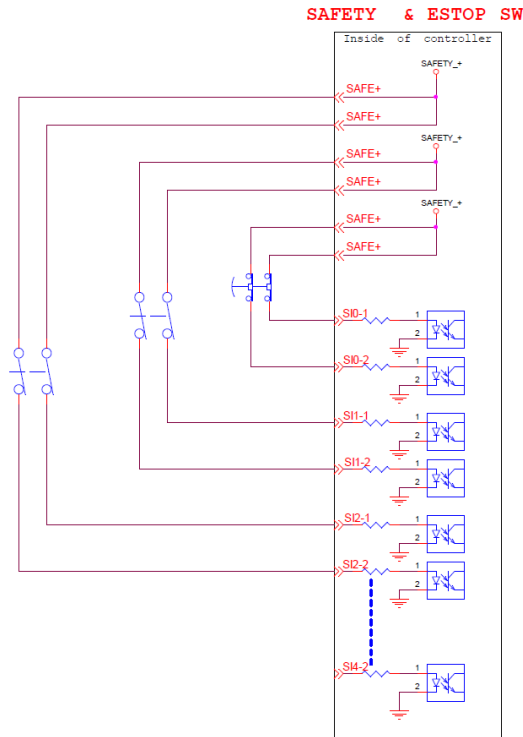 SAFETY & ESTOP SW
Inside of controller
SAFETY_+
SAFE+
SAFE+
SAFETY_+
SAFE+
SAFE+
SAFETY_+
SAFE+
SAFE+
SI0-1
1
2
SI0-2
1
2
SI1-1
1
2
SI1-2
1
2
SI2-1
1
2
SI2-2
1
2
SI4-2
1
2